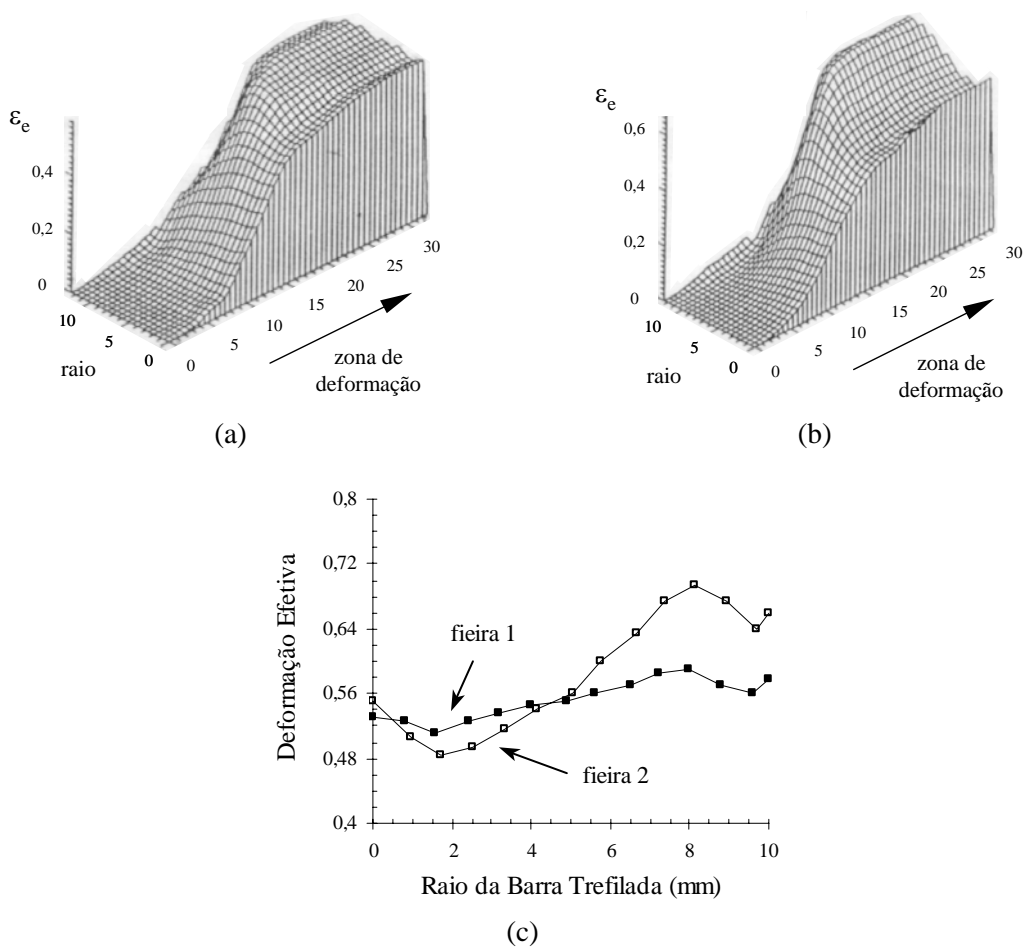 εe
0,4
0,2
0
10
5
0
raio
0
5
10
15
20
25
30
zona de
deformação
(a)
εe
0,6
0,4
0,2
0
10
5
0
raio
0
5
10
15
20
25
30
zona de
deformação
(b)
Deformação Efetiva
0,8
0,72
0,64
0,56
0,48
0,4
fieira 1
fieira 2
0
2
4
6
8
10
Raio da Barra Trefilada (mm)
(c)